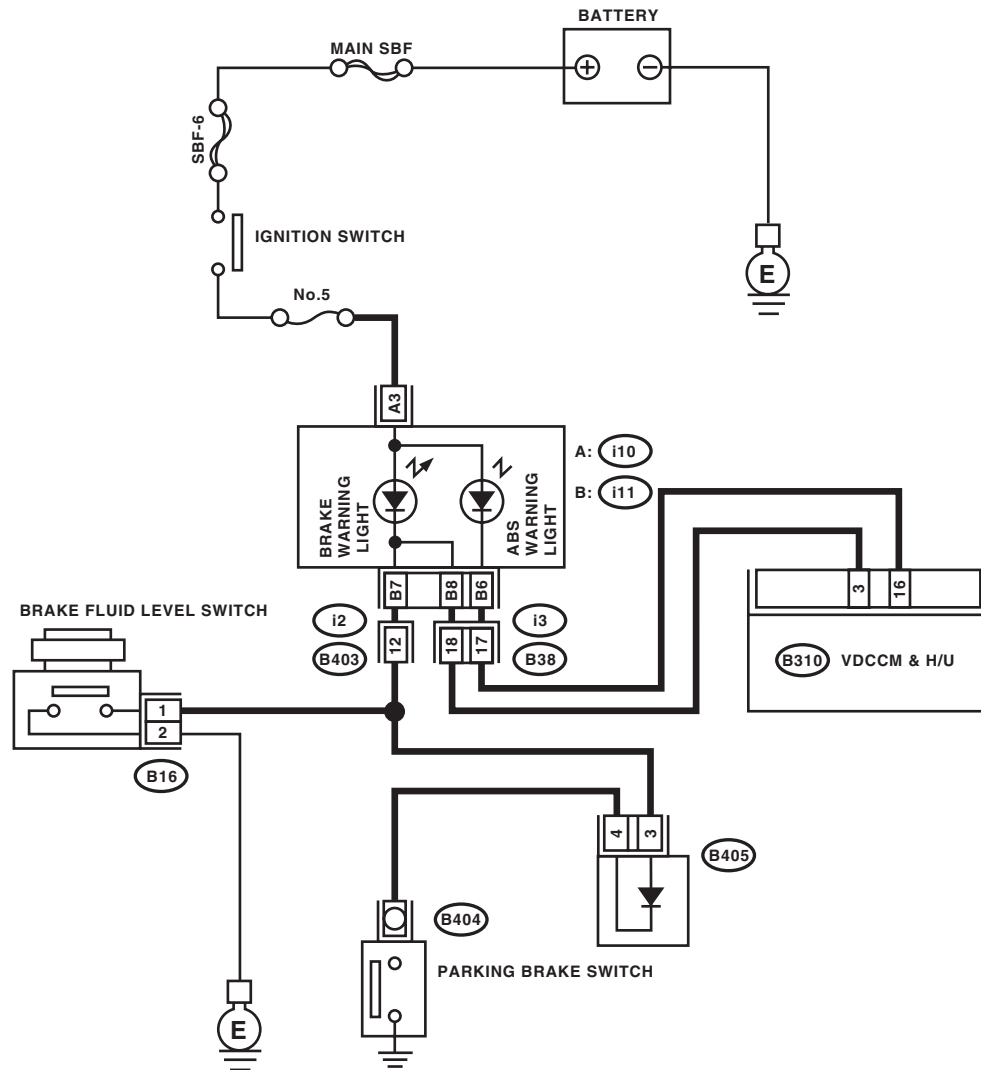 BATTERY
MAIN SBF
+
−
SBF-6
IGNITION SWITCH
E
No.5
A3
A: i10
B: i11
BRAKE
WARNING
LIGHT
ABS
WARNING
LIGHT
B7
B8
B6
3
16
BRAKE FLUID LEVEL SWITCH
i2
i3
B403
12
18
17
B38
B310
VDCCM & H/U
1
2
B16
4
3
B405
B404
PARKING BRAKE SWITCH
E